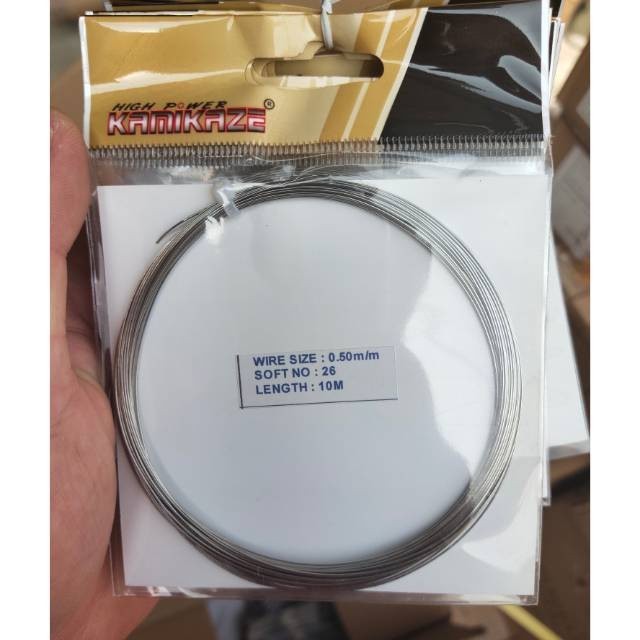 HIGH POWER
KAMIKAZE®
WIRE SIZE : 0.50m/m
SOFT NO : 26
LENGTH : 10M